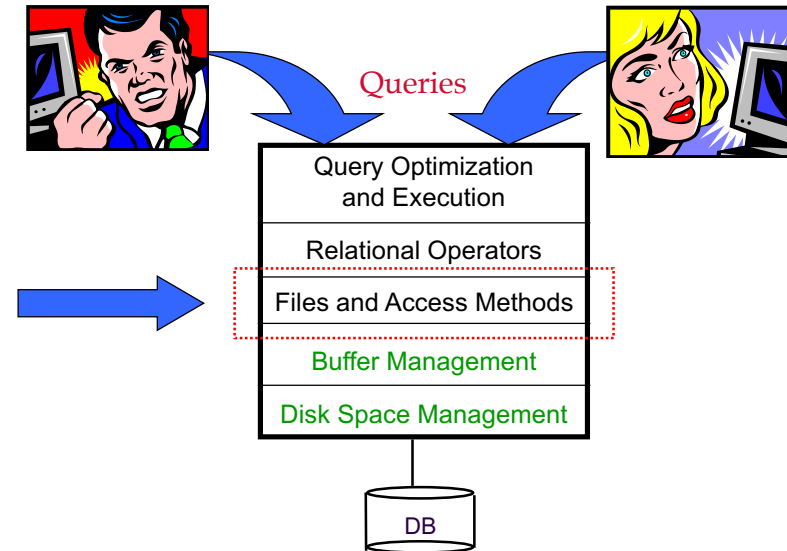 Queries
Query Optimization
and Execution
Relational Operators
Files and Access Methods
Buffer Management
Disk Space Management
DB